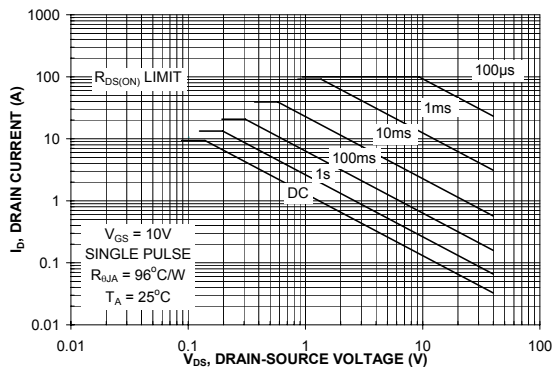 1000
100
10
1
0.1
0.01
I_D, DRAIN CURRENT (A)
R_DS(ON) LIMIT
100µs
1ms
10ms
100ms
1s
DC
V_GS = 10V
SINGLE PULSE
R_θJA = 96°C/W
T_A = 25°C
0.01
0.1
1
10
100
V_DS, DRAIN-SOURCE VOLTAGE (V)